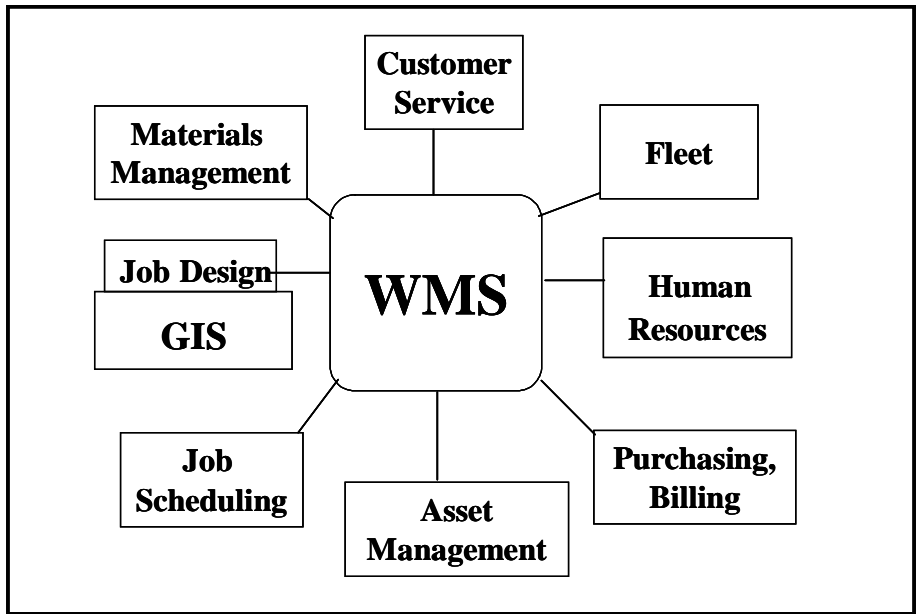 Customer
Service
Materials
Management
Fleet
Job Design
GIS
WMS
Human
Resources
Job
Scheduling
Asset
Management
Purchasing,
Billing